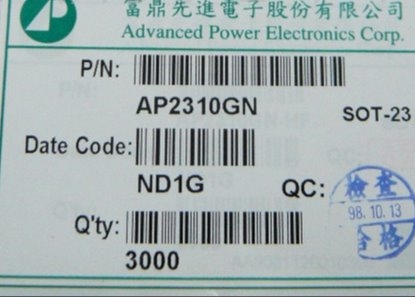 富鼎先進電子股份有限公司
Advanced Power Electronics Corp.
P/N:
AP2310GN SOT-23
Date Code:
ND1G QC:
檢查
98.10.13
合格
Q'ty:
3000